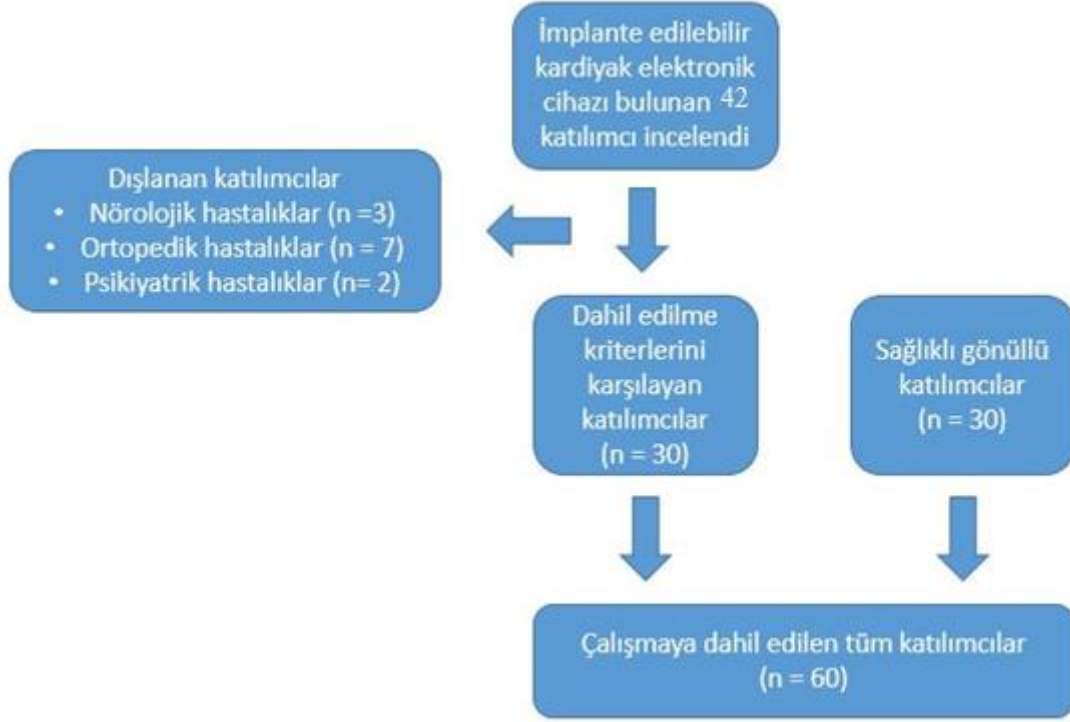 İmplante edilebilir
kardiyak elektronik
cihazı bulunan 42
katılımcı incelendi
Dışlanan katılımcılar
• Nörolojik hastalıklar (n =3)
• Ortopedik hastalıklar (n = 7)
• Psikiyatrik hastalıklar (n= 2)
Dahil edilme
kriterlerini
karşılayan
katılımcılar
(n = 30)
Sağlıklı gönüllü
katılımcılar
(n = 30)
Çalışmaya dahil edilen tüm katılımcılar
(n = 60)